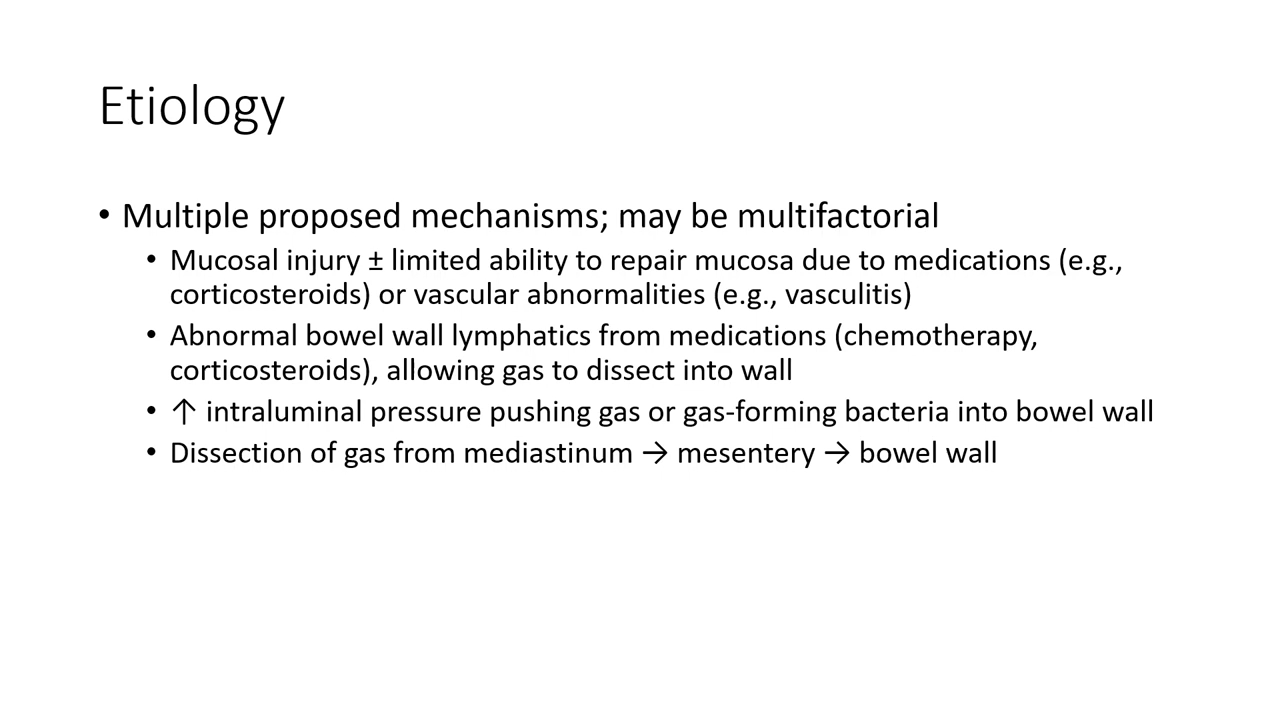 Etiology
• Multiple proposed mechanisms; may be multifactorial
• Mucosal injury ± limited ability to repair mucosa due to medications (e.g.,
corticosteroids) or vascular abnormalities (e.g., vasculitis)
• Abnormal bowel wall lymphatics from medications (chemotherapy,
corticosteroids), allowing gas to dissect into wall
• ↑ intraluminal pressure pushing gas or gas-forming bacteria into bowel wall
• Dissection of gas from mediastinum → mesentery → bowel wall